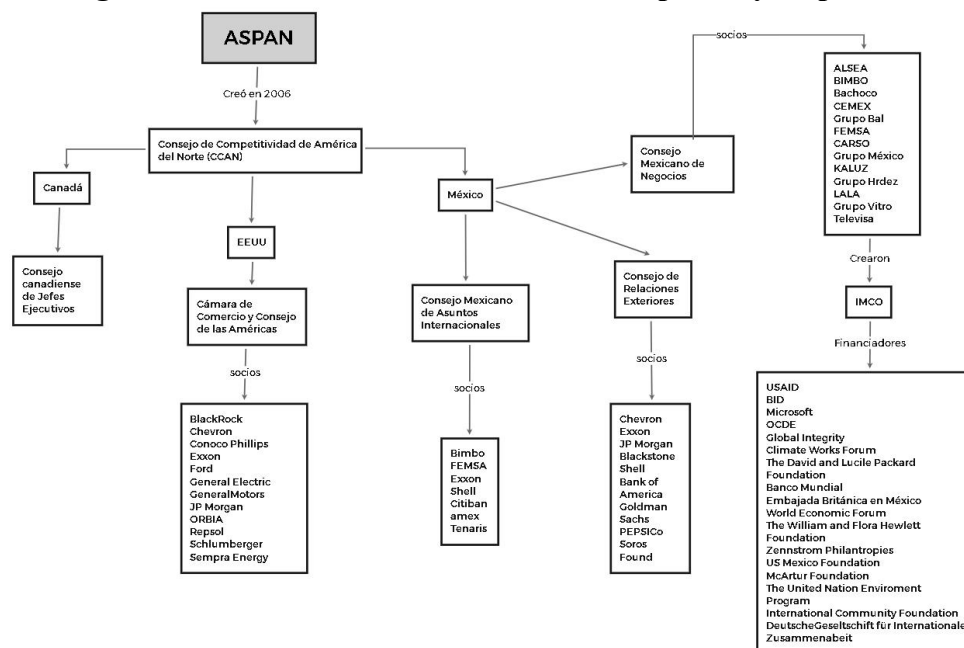 ASPAN
Creó en 2006
Consejo de Competitividad de América
del Norte (CCAN)
Canadá
Consejo
canadiense
de Jefes
Ejecutivos
EEUU
Cámara de
Comercio y Consejo
de las Américas
socios
BlackRock
Chevron
Conoco Phillips
Exxon
Ford
General Electric
GeneralMotors
JP Morgan
ORBIA
Repsol
Schlumberger
Sempra Energy
México
Consejo Mexicano
de Asuntos
Internacionales
socios
Bimbo
FEMSA
Exxon
Shell
Citiban
amex
Tenaris
Consejo de
Relaciones
Exteriores
socios
Chevron
Exxon
JP Morgan
Blackstone
Shell
Bank of
America
Goldman
Sachs
PEPSICo
Soros
Found
Consejo
Mexicano de
Negocios
socios
ALSEA
BIMBO
Bachoco
CEMEX
Grupo Bal
FEMSA
CARSO
Grupo México
KALUZ
Grupo Hrdez
LALA
Grupo Vitro
Televisa
Crearon
IMCO
Financiadores
USAID
BID
Microsoft
OCDE
Global Integrity
Climate Works Forum
The David and Lucile Packard
Foundation
Banco Mundial
Embajada Británica en México
World Economic Forum
The William and Flora Hewlett
Foundation
Zennstrom Philantropies
US Mexico Foundation
McArtur Foundation
The United Nation Enviroment
Program
International Community Foundation
DeutscheGeseltschift für Internationale
Zusammenabeit